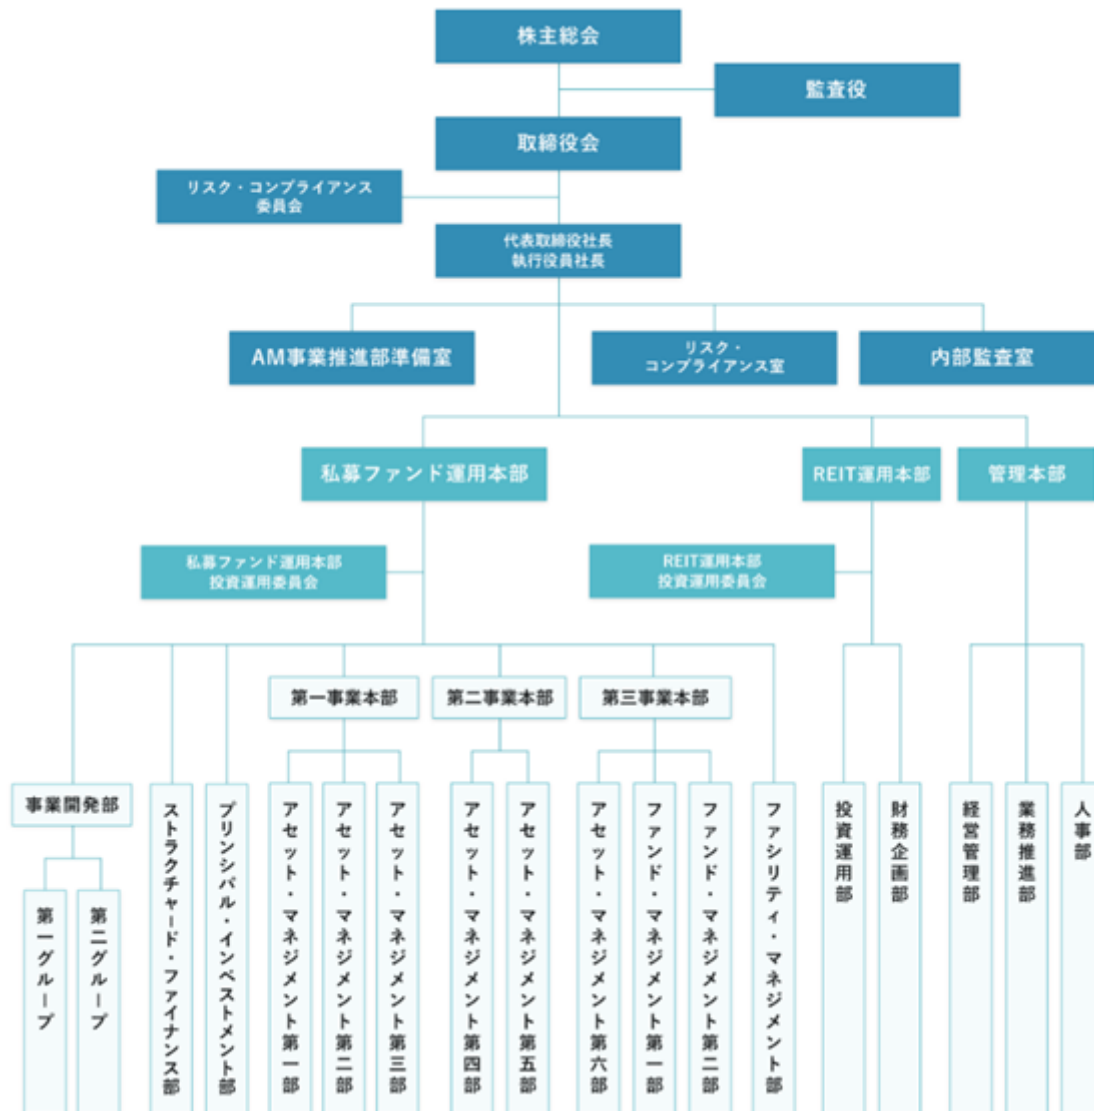 株主総会
監査役
取締役会
リスク・コンプライアンス
委員会
代表取締役社長
執行役員社長
AM事業推進部準備室
リスク・
コンプライアンス室
内部監査室
私募ファンド運用本部
REIT運用本部
管理本部
私募ファンド運用本部
投資運用委員会
REIT運用本部
投資運用委員会
第一事業本部
第二事業本部
第三事業本部
事業開発部
第一グループ
第二グループ
ストラクチャード・ファイナンス部
プリンシパル・インベストメント部
アセット・マネジメント第一部
アセット・マネジメント第二部
アセット・マネジメント第三部
アセット・マネジメント第四部
アセット・マネジメント第五部
アセット・マネジメント第六部
ファンド・マネジメント第一部
ファンド・マネジメント第二部
ファシリティ・マネジメント部
投資運用部
財務企画部
経営管理部
業務推進部
人事部